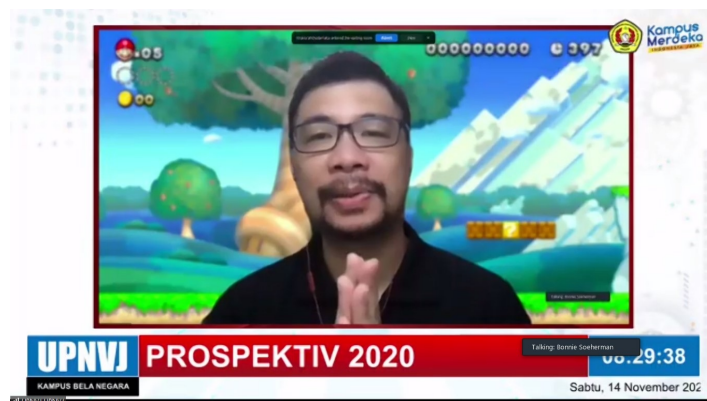 05
000000000
397
00
Kampus
Merdeka
UPNVJ
KAMPUS BELA NEGARA
PROSPEKTIV 2020
Talking: Bonnie Soeherman
08:29:38
Sabtu, 14 November 202